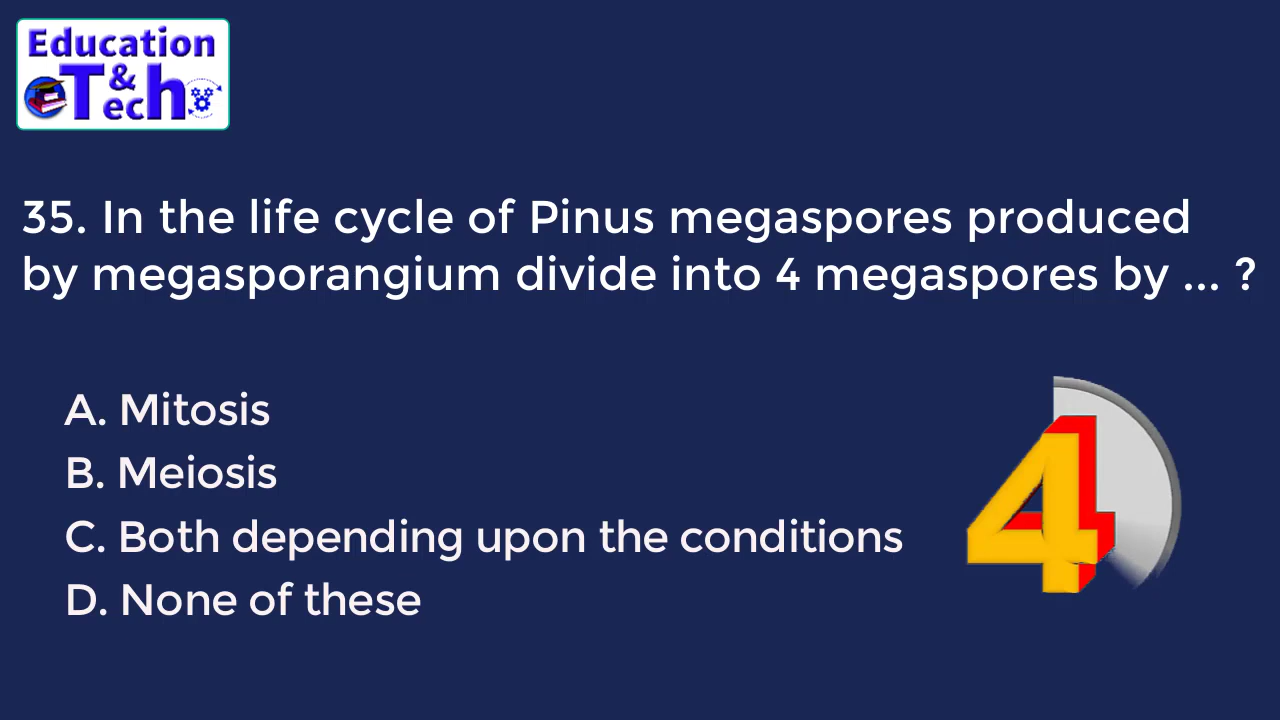 Education
&
Tech
35. In the life cycle of Pinus megaspores produced
by megasporangium divide into 4 megaspores by ... ?
A. Mitosis
B. Meiosis
C. Both depending upon the conditions
D. None of these
4